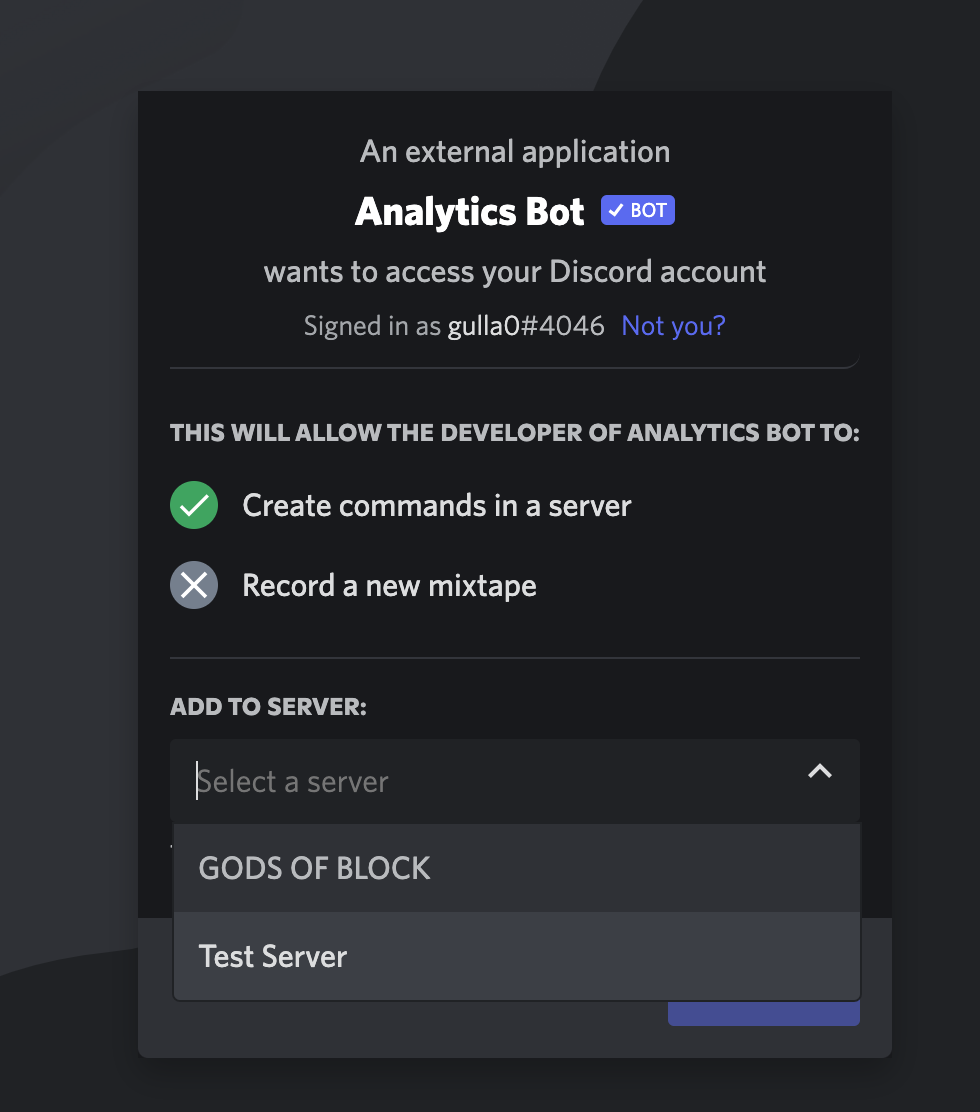 An external application
Analytics Bot BOT
wants to access your Discord account
Signed in as gulla0#4046 Not you?
THIS WILL ALLOW THE DEVELOPER OF ANALYTICS BOT TO:
Create commands in a server
Record a new mixtape
ADD TO SERVER:
Select a server
GODS OF BLOCK
Test Server